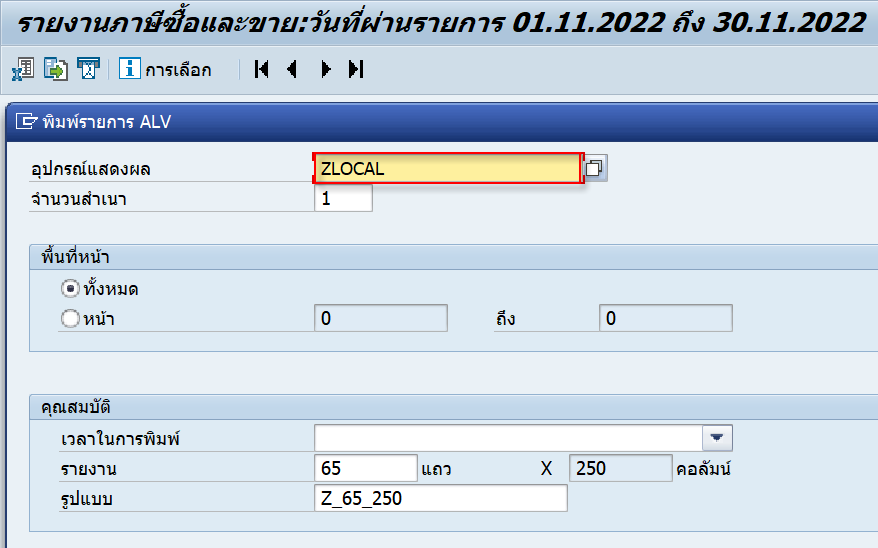 รายงานภาษีซื้อและขาย:วันที่ผ่านรายการ 01.11.2022 ถึง 30.11.2022
การเลือก
พิมพ์รายการ ALV
อุปกรณ์แสดงผล ZLOCAL
จำนวนสำเนา 1
พื้นที่หน้า
ทั้งหมด
หน้า 0 ถึง 0
คุณสมบัติ
เวลาในการพิมพ์
รายงาน 65 แถว X 250 คอลัมน์
รูปแบบ Z_65_250